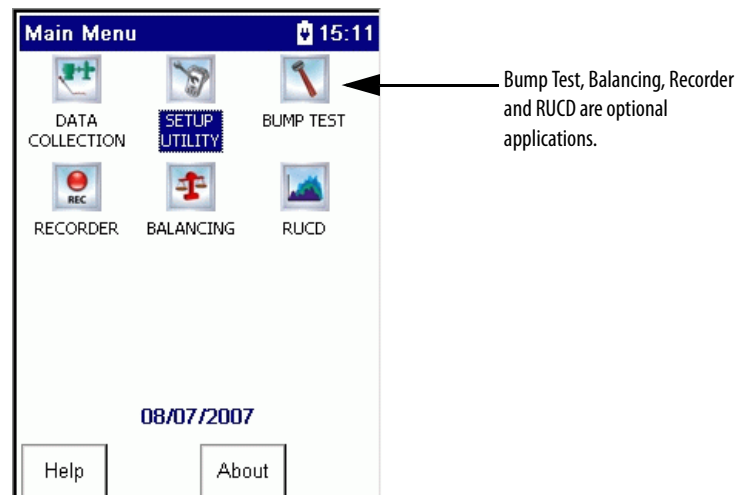 Main Menu 15:11
DATA COLLECTION
SETUP UTILITY
BUMP TEST
REC
RECORDER
BALANCING
RUCD
08/07/2007
Help
About
Bump Test, Balancing, Recorder
and RUCD are optional
applications.